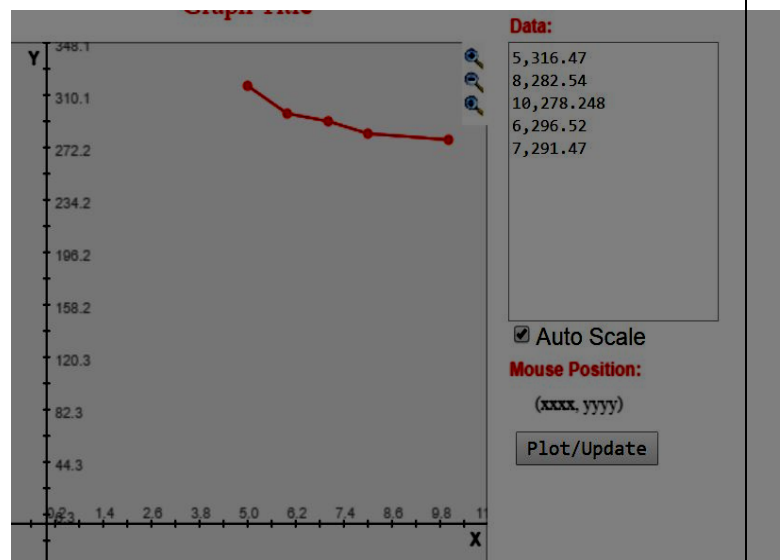 Graph Title
Y
348.1
310.1
272.2
234.2
196.2
158.2
120.3
82.3
44.3
1.4 2.6 3.8 5.0 6.2 7.4 8.6 9.8 11
X
Data:
5,316.47
8,282.54
10,278.248
6,296.52
7,291.47
Auto Scale
Mouse Position:
(xxxx, yyyy)
Plot/Update